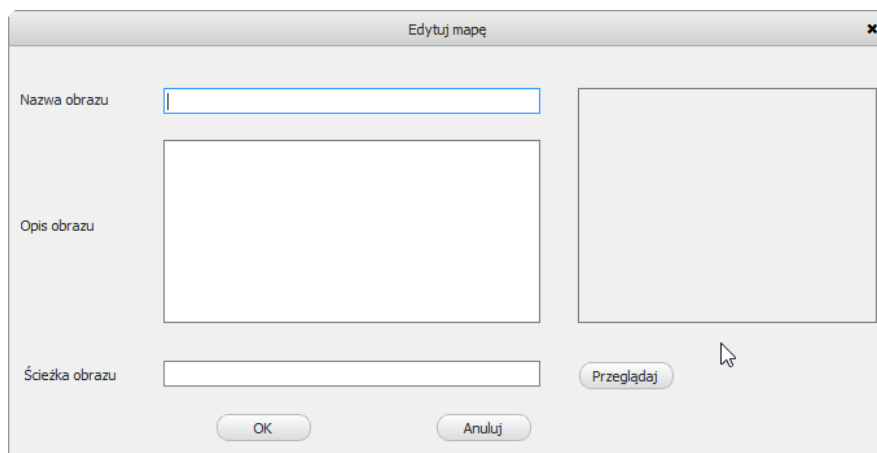 Edytuj mapę
Nazwa obrazu
Opis obrazu
Ścieżka obrazu
Przeglądaj
OK
Anuluj